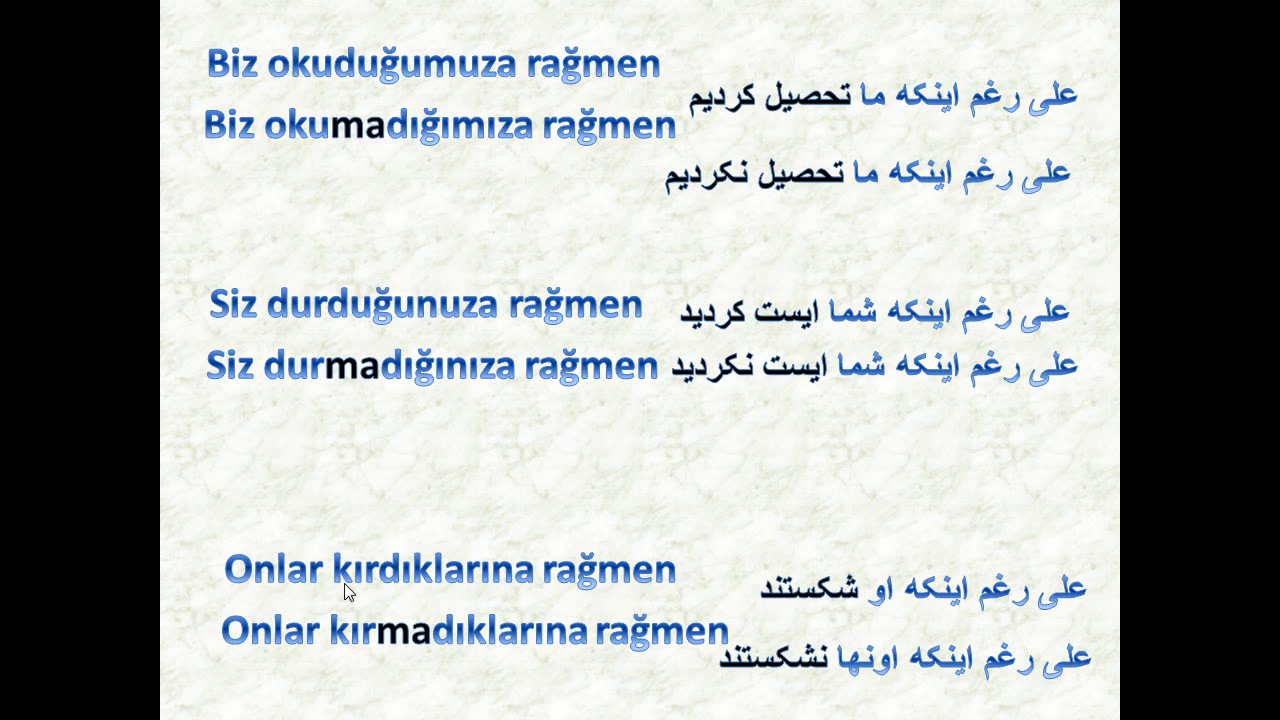 Biz okuduğumuza rağmen
علی رغم اینکه ما تحصیل کردیم
Biz okumadığımıza rağmen
علی رغم اینکه ما تحصیل نکردیم
Siz durduğunuza rağmen
علی رغم اینکه شما ایست کردید
Siz durmadığınıza rağmen
علی رغم اینکه شما ایست نکردید
Onlar kırdıklarına rağmen
علی رغم اینکه او شکستند
Onlar kırmadıklarına rağmen
علی رغم اینکه اونها نشکستند